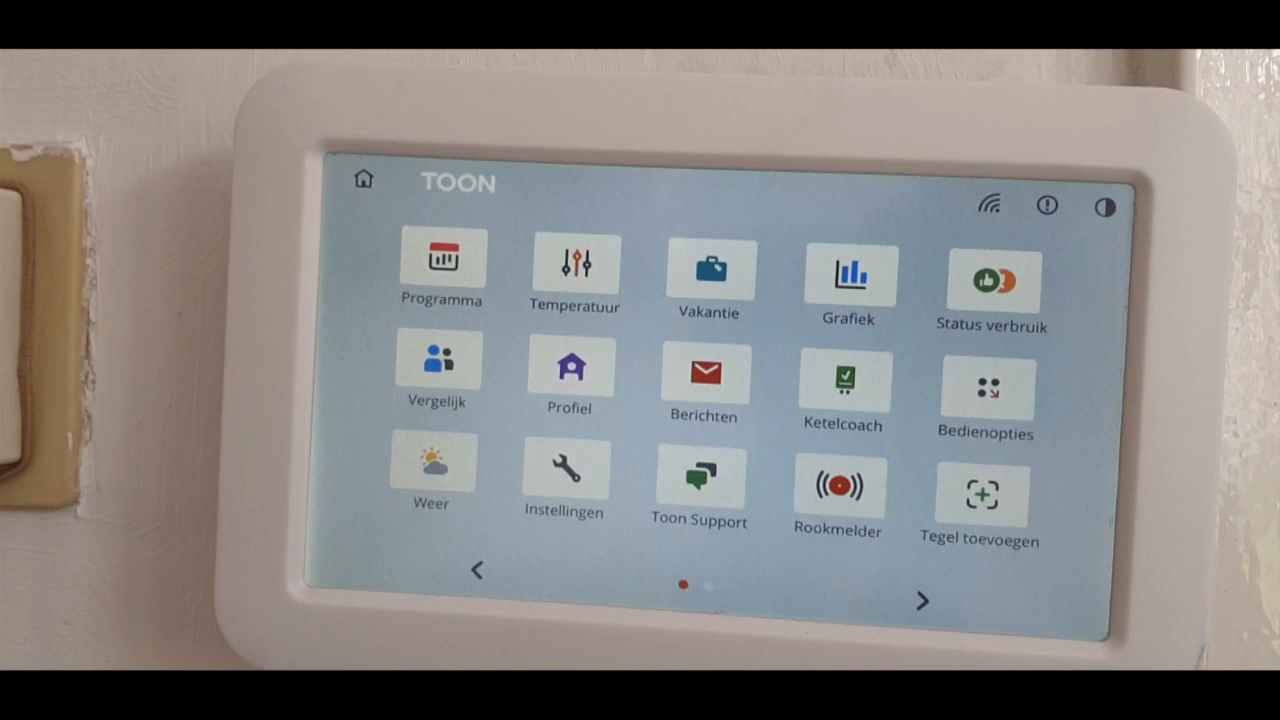 TOON
Programma
Temperatuur
Vakantie
Grafiek
Status verbruik
Vergelijk
Profiel
Berichten
Ketelcoach
Bedienopties
Weer
Instellingen
Toon Support
Rookmelder
Tegel toevoegen